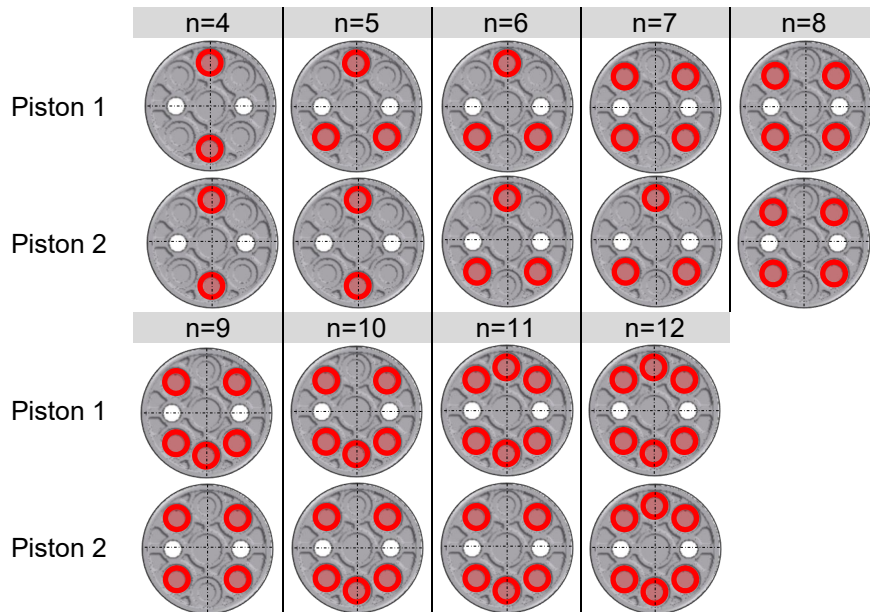 n=4 n=5 n=6 n=7 n=8
Piston 1
Piston 2
n=9 n=10 n=11 n=12
Piston 1
Piston 2